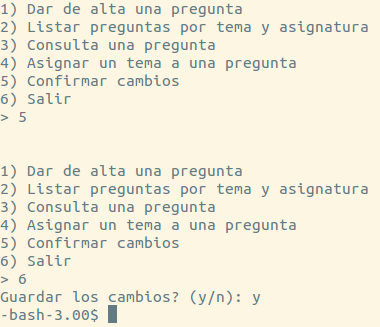 1) Dar de alta una pregunta
2) Listar preguntas por tema y asignatura
3) Consulta una pregunta
4) Asignar un tema a una pregunta
5) Confirmar cambios
6) Salir
> 5
1) Dar de alta una pregunta
2) Listar preguntas por tema y asignatura
3) Consulta una pregunta
4) Asignar un tema a una pregunta
5) Confirmar cambios
6) Salir
> 6
Guardar los cambios? (y/n): y
-bash-3.00$